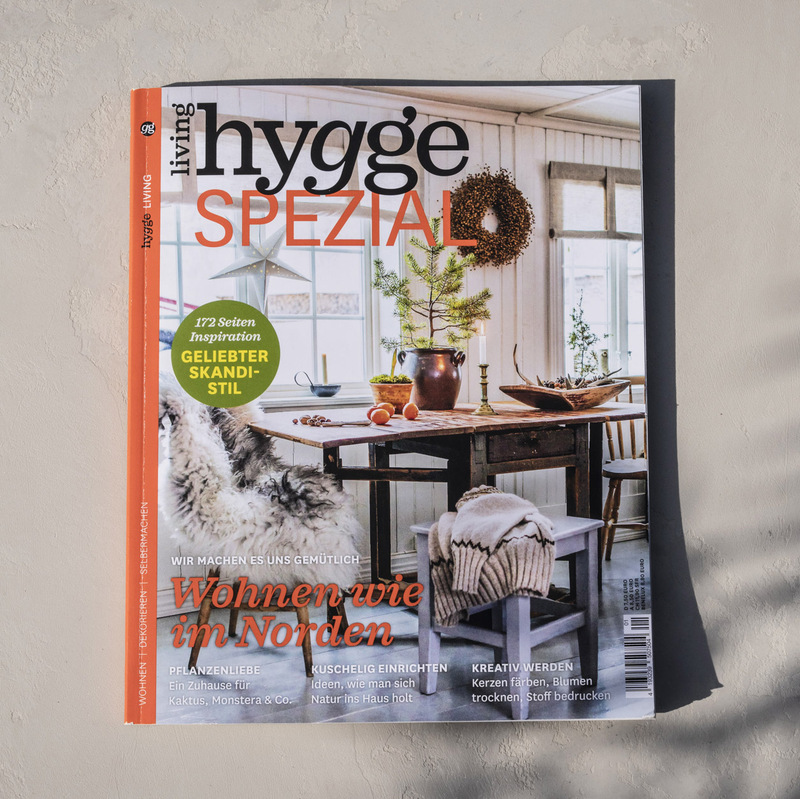 living
hygge
SPEZIAL
172 Seiten
Inspiration
GELIEBTER
SKANDI-
STIL
WIR MACHEN ES UNS GEMÜTLICH
Wohnen wie
im Norden
PFLANZENLIEBE
Ein Zuhause für
Kaktus, Monstera & Co.
KUSCHELIG EINRICHTEN
Ideen, wie man sich
Natur ins Haus holt
KREATIV WERDEN
Kerzen färben, Blumen
trocknen, Stoff bedrucken
hygge LIVING
WOHNEN | DEKORIEREN | SELBERMACHEN
01